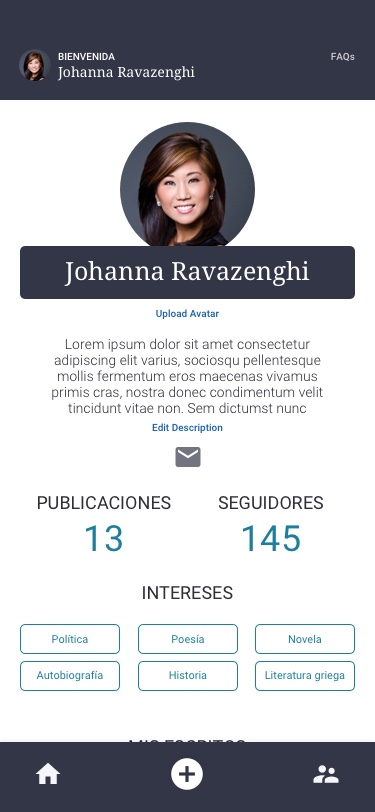 BIENVENIDA
Johanna Ravazenghi
FAQs
Johanna Ravazenghi
Upload Avatar
Lorem ipsum dolor sit amet consectetur
adipiscing elit varius, sociosqu pellentesque
mollis fermentum eros maecenas vivamus
primis cras, nostra donec condimentum velit
tincidunt vitae non. Sem dictumst nunc
Edit Description
PUBLICACIONES
SEGUIDORES
13
145
INTERESES
Política
Poesía
Novela
Autobiografía
Historia
Literatura griega
MIS ESCRITOS